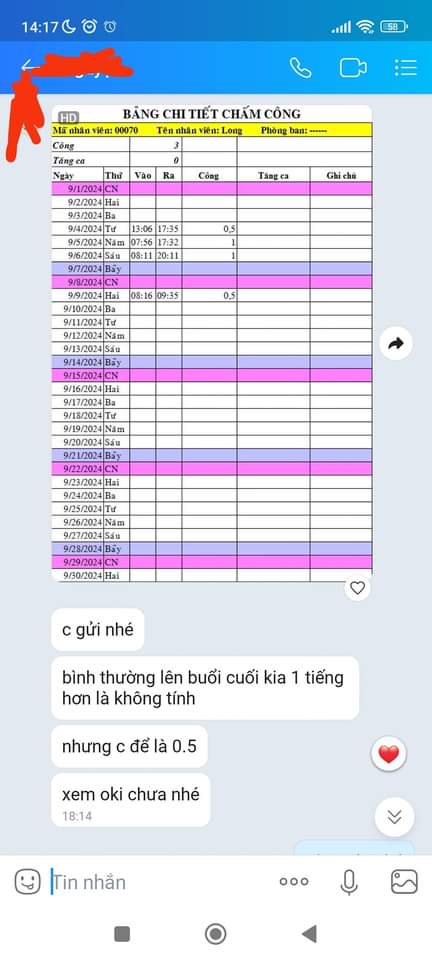 14:17
58
HD
BẢNG CHI TIẾT CHẤM CÔNG
Mã nhân viên: 00070 Tên nhân viên: Long Phòng ban: ------
Công 3
Tăng ca 0
Ngày Thứ Vào Ra Công Tăng ca Ghi chú
9/1/2024 CN
9/2/2024 Hai
9/3/2024 Ba
9/4/2024 Tư 13:06 17:35 0,5
9/5/2024 Năm 07:56 17:32 1
9/6/2024 Sáu 08:11 20:11 1
9/7/2024 Bảy
9/8/2024 CN
9/9/2024 Hai 08:16 09:35 0,5
9/10/2024 Ba
9/11/2024 Tư
9/12/2024 Năm
9/13/2024 Sáu
9/14/2024 Bảy
9/15/2024 CN
9/16/2024 Hai
9/17/2024 Ba
9/18/2024 Tư
9/19/2024 Năm
9/20/2024 Sáu
9/21/2024 Bảy
9/22/2024 CN
9/23/2024 Hai
9/24/2024 Ba
9/25/2024 Tư
9/26/2024 Năm
9/27/2024 Sáu
9/28/2024 Bảy
9/29/2024 CN
9/30/2024 Hai
c gửi nhé
bình thường lên buổi cuối kia 1 tiếng
hơn là không tính
nhưng c để là 0.5
xem oki chưa nhé
18:14
Tin nhắn